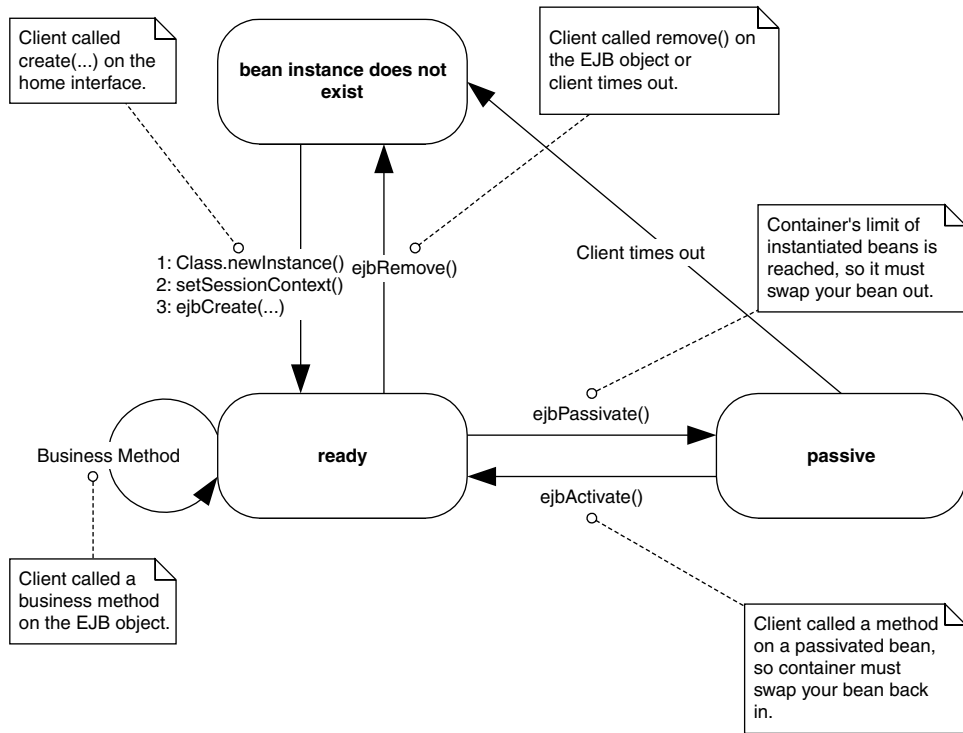 Client called
create(...) on the
home interface.
bean instance does not
exist
Client called remove() on
the EJB object or
client times out.
1: Class.newInstance()
2: setSessionContext()
3: ejbCreate(...)
ejbRemove()
Client times out
Container's limit of
instantiated beans is
reached, so it must
swap your bean out.
ejbPassivate()
Business Method
ready
passive
ejbActivate()
Client called a
business method
on the EJB object.
Client called a method
on a passivated bean,
so container must
swap your bean back
in.